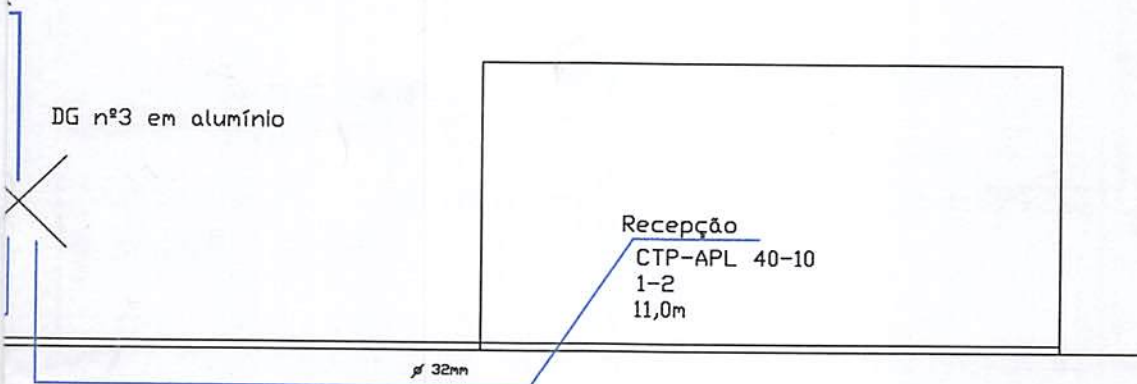 DG nº3 em alumínio
Recepção
CTP-APL 40-10
1-2
11,0m
ø 32mm